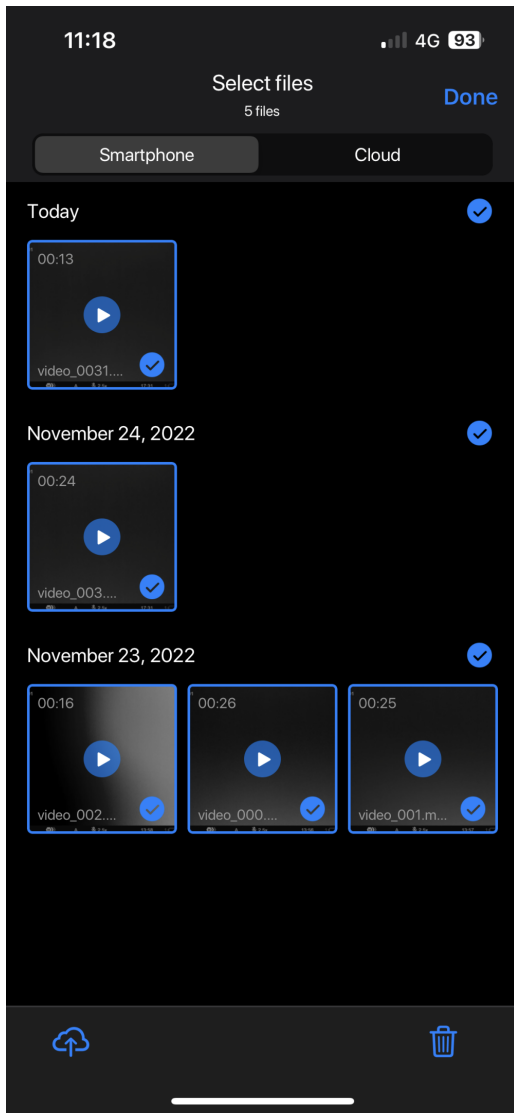 11:18 4G 93
Select files
5 files
Done
Smartphone Cloud
Today
00:13
video_0031....
November 24, 2022
00:24
video_003....
November 23, 2022
00:16 00:26 00:25
video_002.... video_000.... video_001.m...